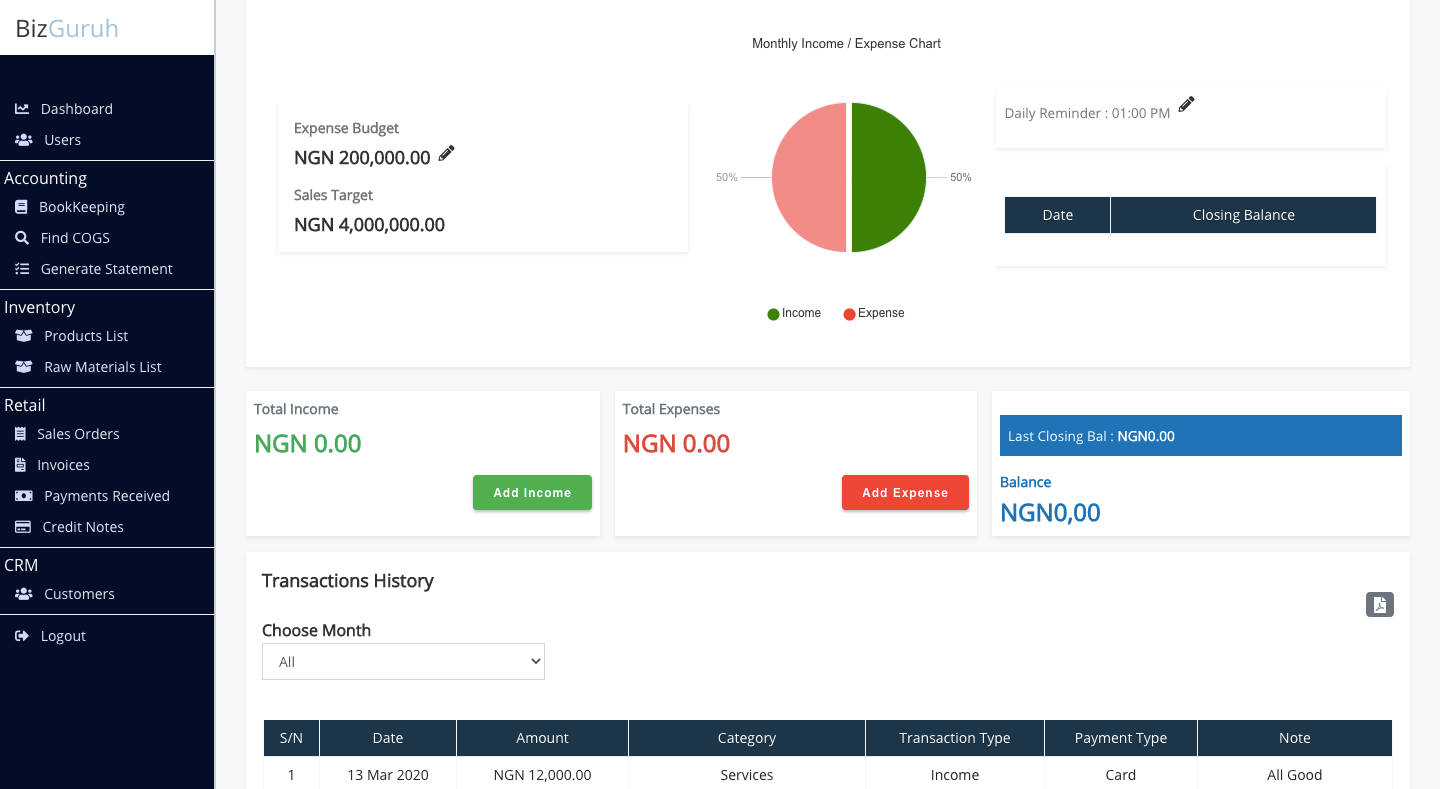 BizGuruh
Dashboard
Users
Accounting
BookKeeping
Find COGS
Generate Statement
Inventory
Products List
Raw Materials List
Retail
Sales Orders
Invoices
Payments Received
Credit Notes
CRM
Customers
Logout
Monthly Income / Expense Chart
Expense Budget
NGN 200,000.00
Sales Target
NGN 4,000,000.00
50%
50%
Income
Expense
Daily Reminder : 01:00 PM
Date Closing Balance
Total Income
NGN 0.00
Add Income
Total Expenses
NGN 0.00
Add Expense
Last Closing Bal : NGN0.00
Balance
NGN0,00
Transactions History
Choose Month
All
S/N Date Amount Category Transaction Type Payment Type Note
1 13 Mar 2020 NGN 12,000.00 Services Income Card All Good